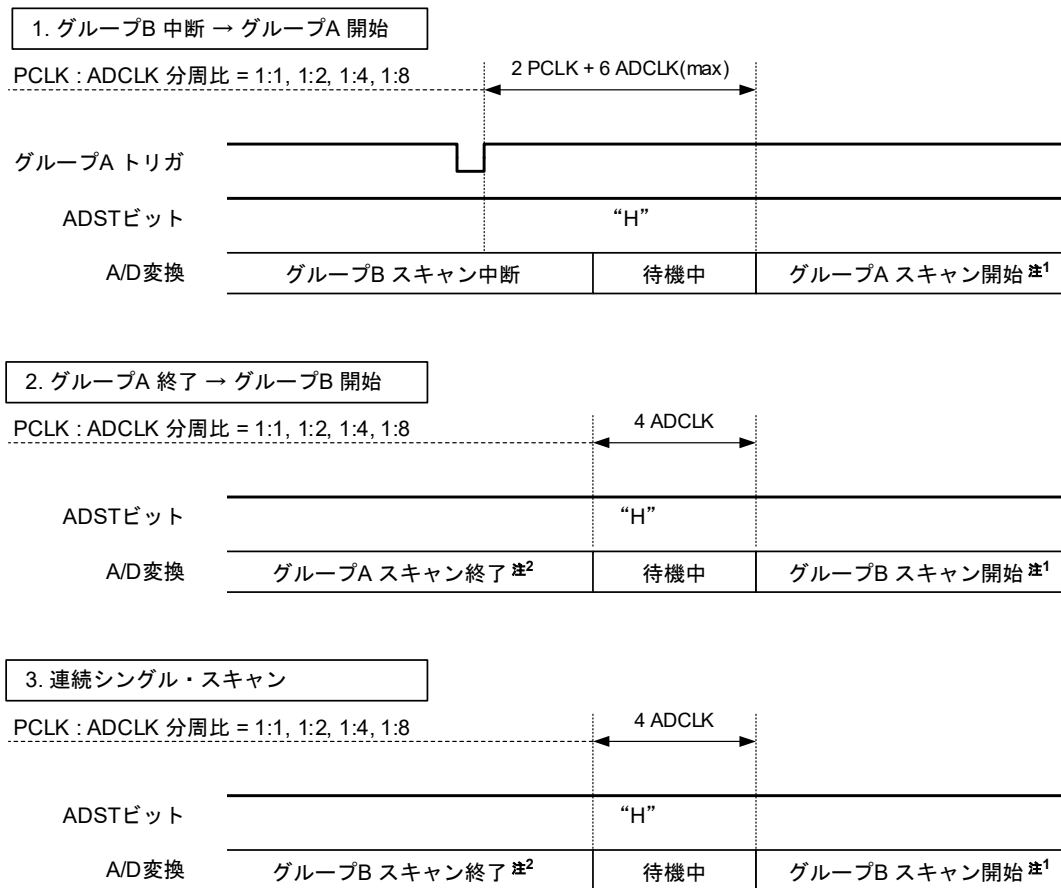 1. グループB 中断 → グループA 開始
PCLK : ADCLK 分周比 = 1:1, 1:2, 1:4, 1:8
2 PCLK + 6 ADCLK(max)
グループA トリガ
ADSTビット
“H”
A/D変換
グループB スキャン中断
待機中
グループA スキャン開始 注1
2. グループA 終了 → グループB 開始
PCLK : ADCLK 分周比 = 1:1, 1:2, 1:4, 1:8
4 ADCLK
ADSTビット
“H”
A/D変換
グループA スキャン終了 注2
待機中
グループB スキャン開始 注1
3. 連続シングル・スキャン
PCLK : ADCLK 分周比 = 1:1, 1:2, 1:4, 1:8
4 ADCLK
ADSTビット
“H”
A/D変換
グループB スキャン終了 注2
待機中
グループB スキャン開始 注1